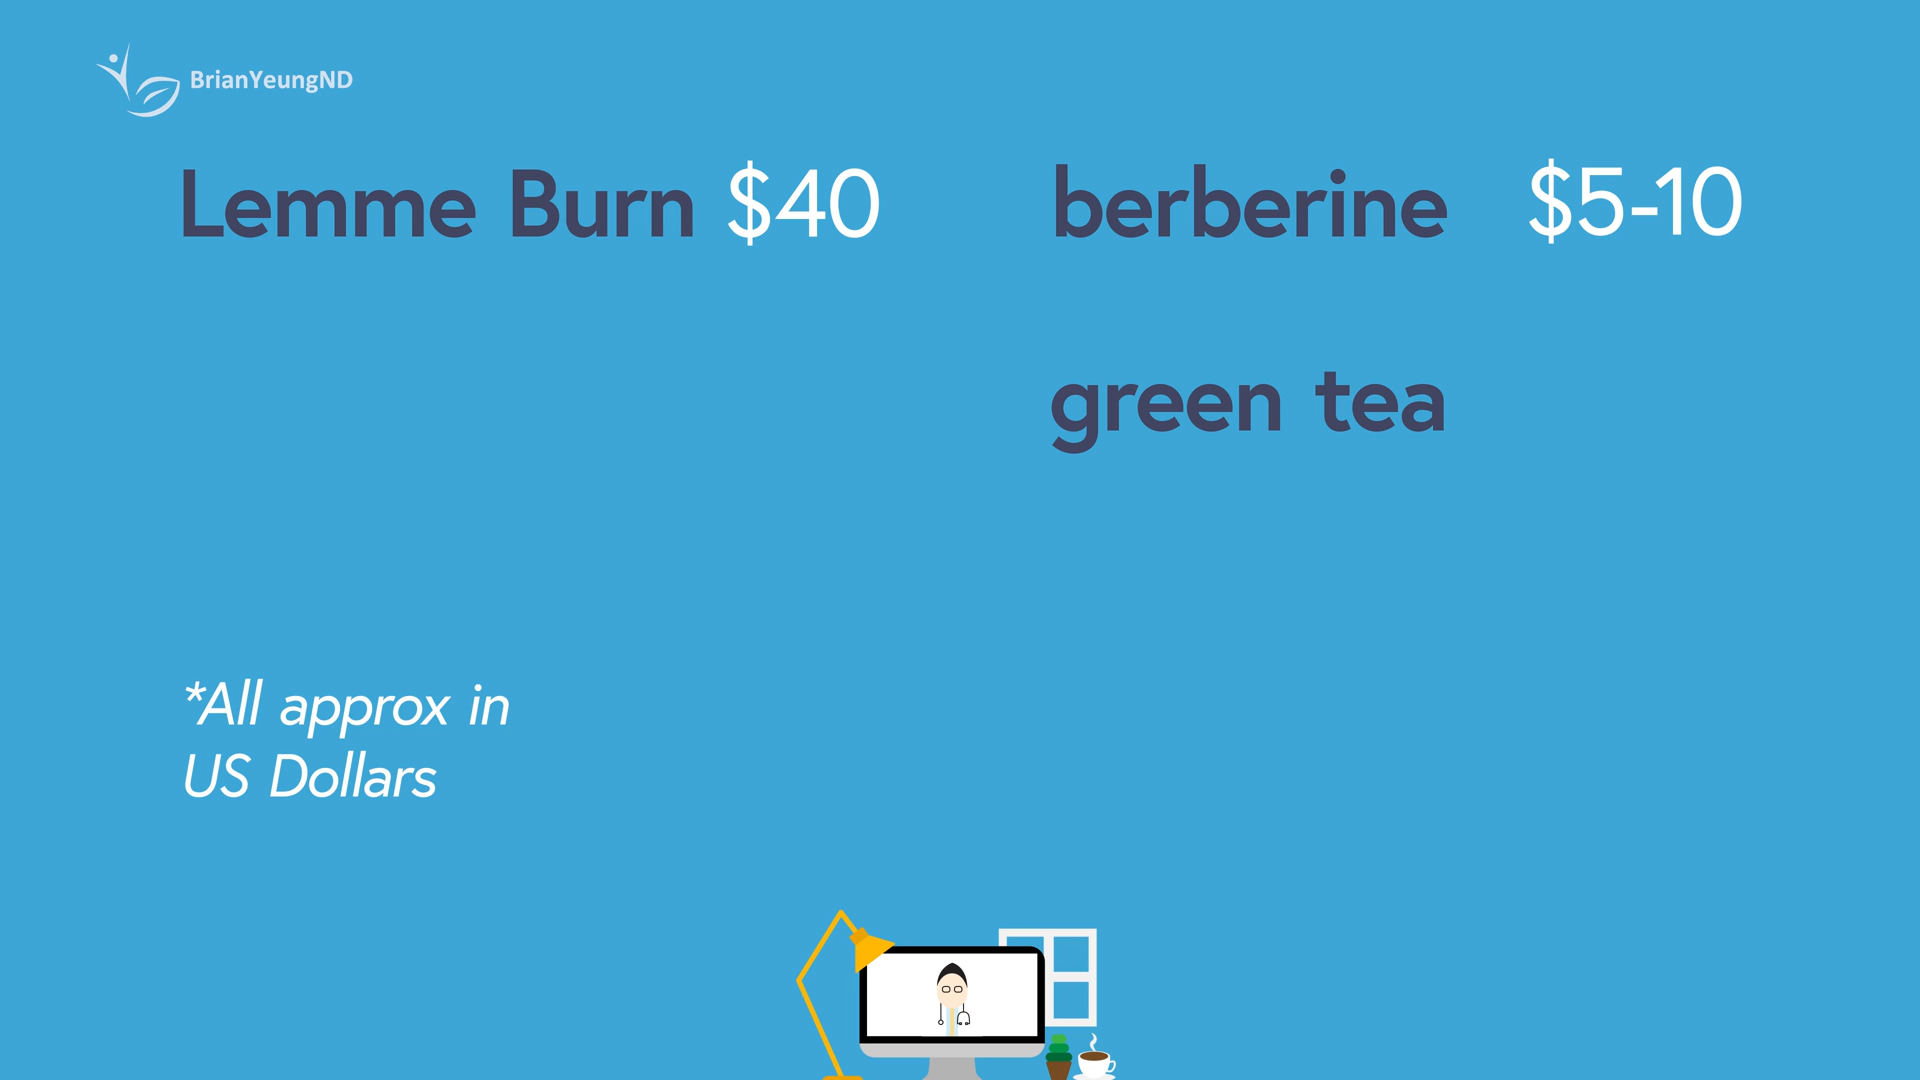 BrianYeungND
Lemme Burn $40
berberine $5-10
green tea
*All approx in
US Dollars